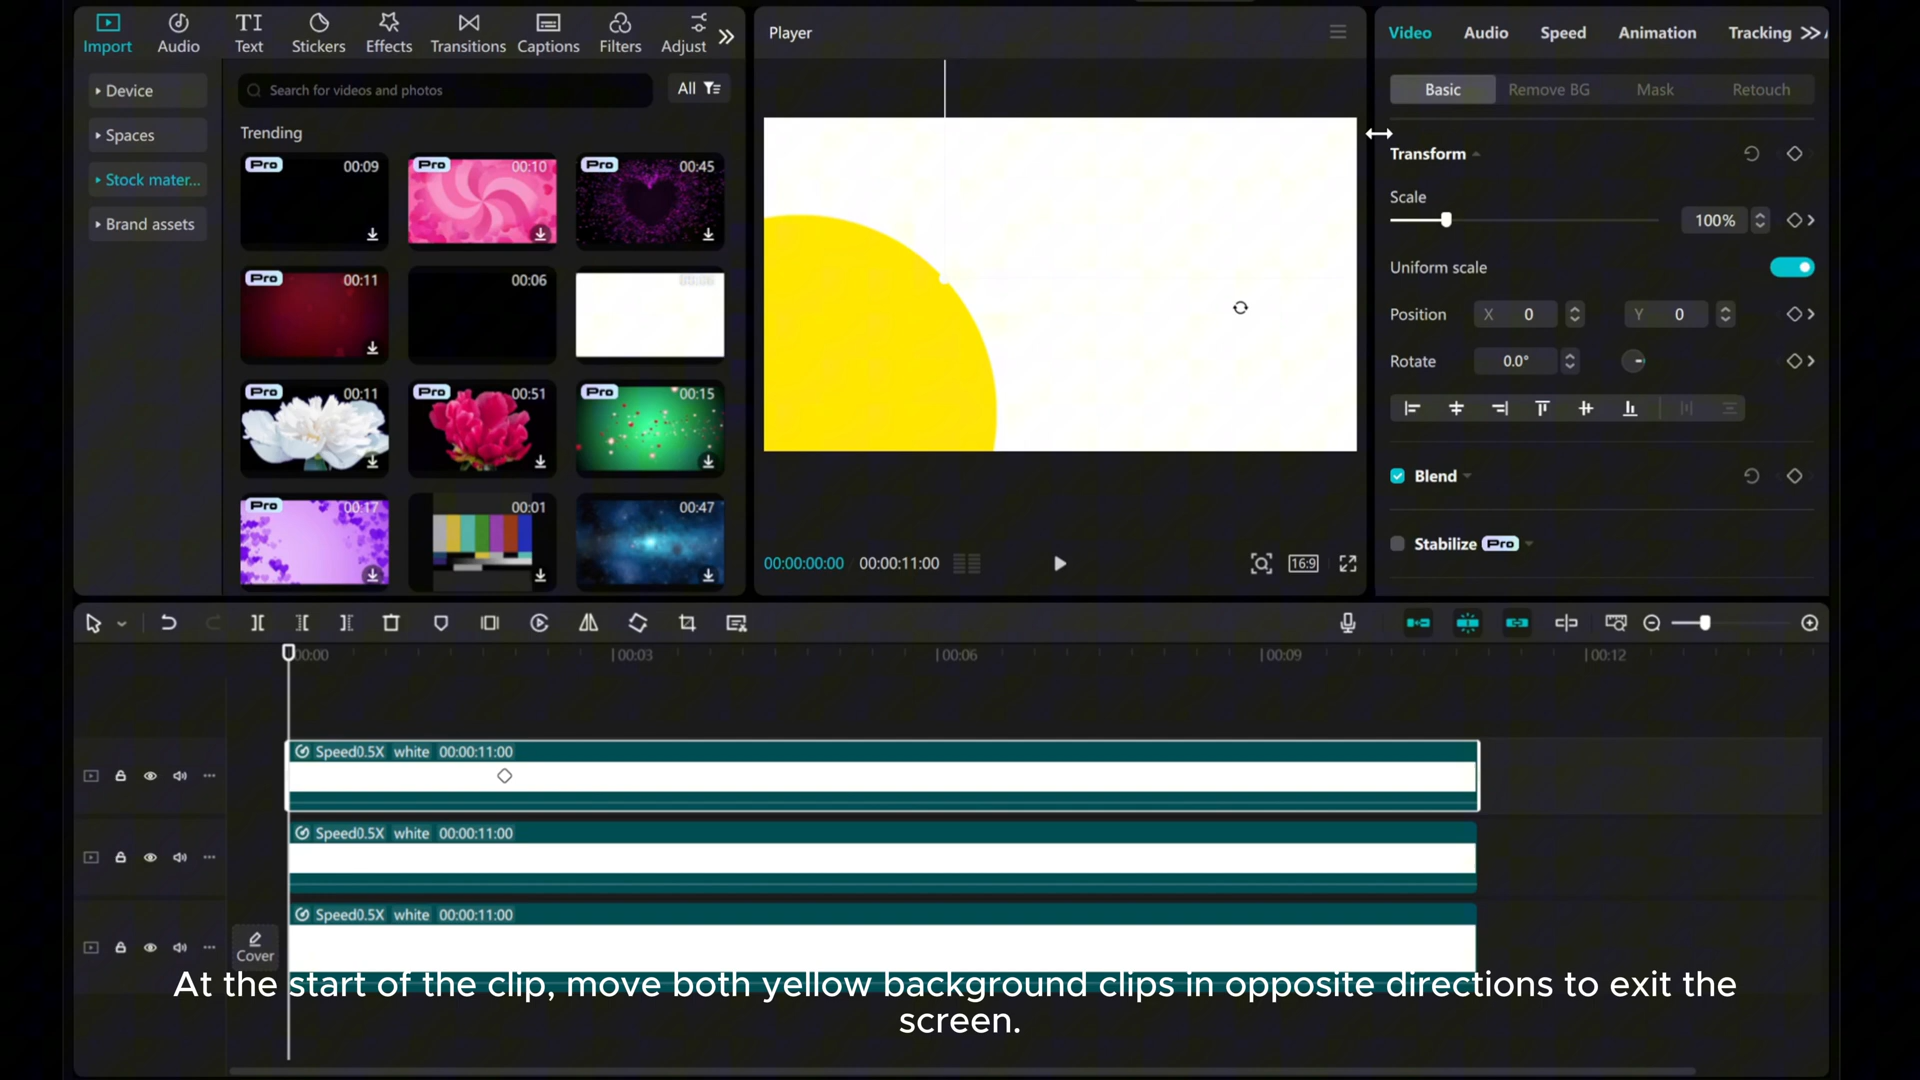 Import
Audio
Text
Stickers
Effects
Transitions
Captions
Filters
Adjust
Device
Spaces
Stock mater...
Brand assets
Search for videos and photos
All
Trending
Pro 00:09
Pro 00:10
Pro 00:45
Pro 00:11
00:06
Pro 00:11
Pro 00:51
Pro 00:15
Pro 00:17
00:01
00:47
Player
00:00:00:00 00:00:11:00
16:9
Video
Audio
Speed
Animation
Tracking
Basic
Remove BG
Mask
Retouch
Transform
Scale
100%
Uniform scale
Position X 0 Y 0
Rotate 0.0°
Blend
Stabilize Pro
00:00
00:03
00:06
00:09
00:12
Speed0.5X white 00:00:11:00
Speed0.5X white 00:00:11:00
Speed0.5X white 00:00:11:00
Cover
At the start of the clip, move both yellow background clips in opposite directions to exit the
screen.